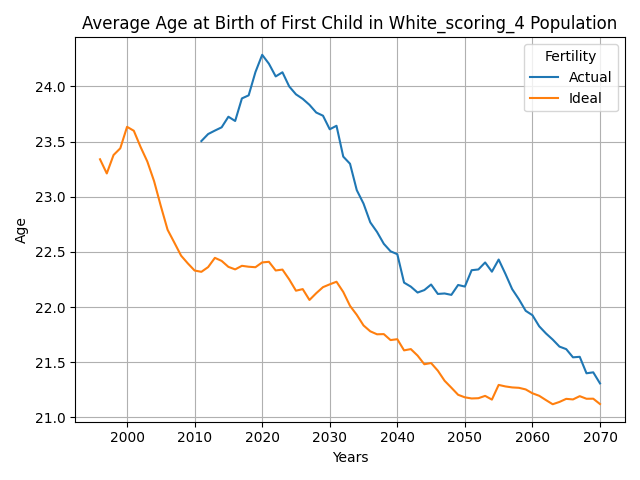 Average Age at Birth of First Child in White_scoring_4 Population
Fertility
Actual
Ideal
Age
24.0
23.5
23.0
22.5
22.0
21.5
21.0
2000 2010 2020 2030 2040 2050 2060 2070
Years